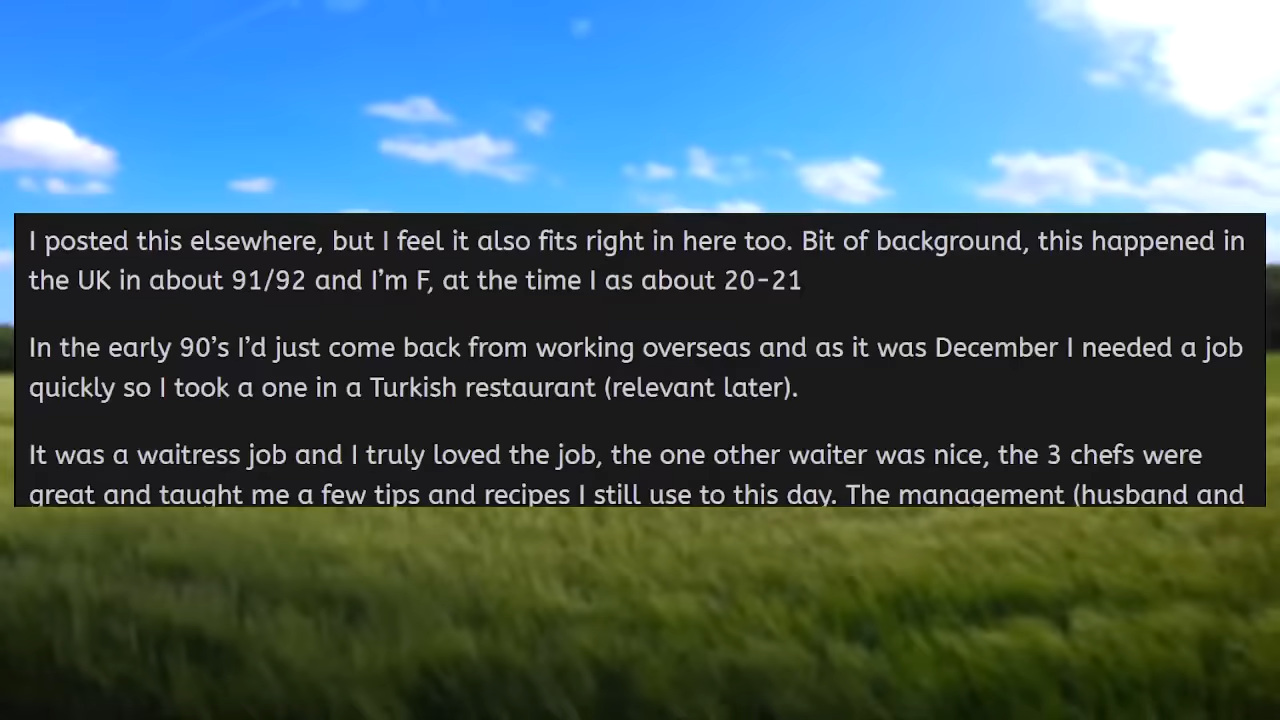 I posted this elsewhere, but I feel it also fits right in here too. Bit of background, this happened in
the UK in about 91/92 and I’m F, at the time I as about 20-21
In the early 90’s I’d just come back from working overseas and as it was December I needed a job
quickly so I took a one in a Turkish restaurant (relevant later).
It was a waitress job and I truly loved the job, the one other waiter was nice, the 3 chefs were
great and taught me a few tips and recipes I still use to this day. The management (husband and